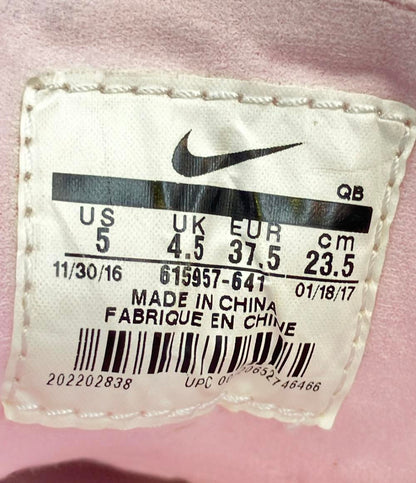 QB
US UK EUR cm
5 4.5 37.5 23.5
11/30/16 615957-641 01/18/17
MADE IN CHINA
FABRIQUE EN CHINE
202202838 UPC